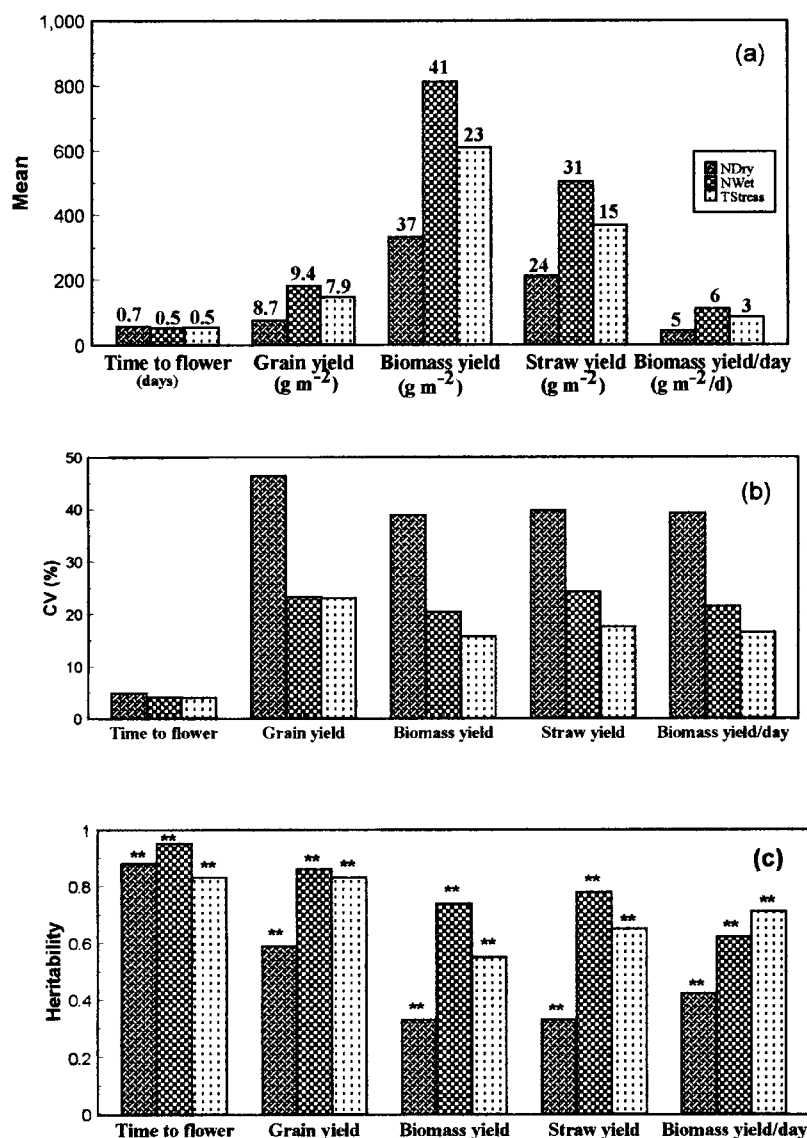 1,000
(a)
41
800
23
Mean
600
31
NDry
NWet
TStress
37
15
400
24
9.4
7.9
200
8.7
6
0.7 0.5 0.5
5
3
0
Time to flower Grain yield Biomass yield Straw yield Biomass yield/day
(days) (g m⁻²) (g m⁻²) (g m⁻²) (g m⁻²/d)
50
(b)
40
30
CV (%)
20
10
0
Time to flower Grain yield Biomass yield Straw yield Biomass yield/day
1
(c)
** ** ** ** ** **
0.8
** ** ** **
0.6
**
Heritability
0.4
** ** ** **
0.2
0
Time to flower Grain yield Biomass yield Straw yield Biomass yield/day